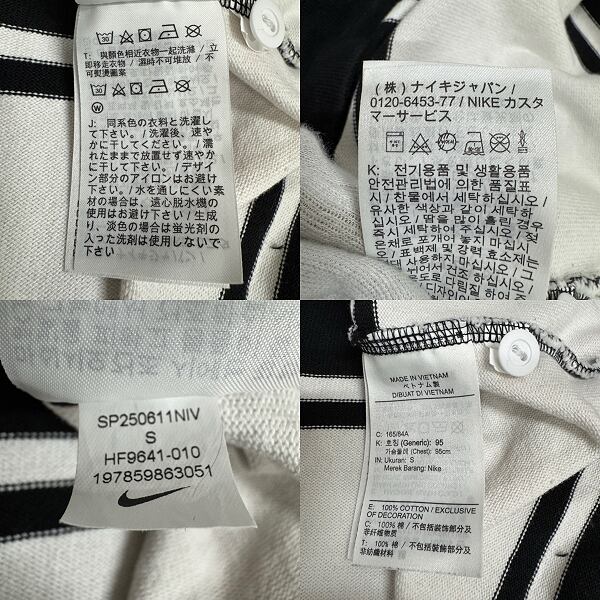 T: 與顏色相近衣物一起洗滌 / 立
即移走衣物 / 濕時不可堆放 / 不
可熨燙圖案
J: 同系色の衣料と洗濯し
て下さい。 / 洗濯後、速や
かに干してください。 / 濡
れたままで放置せず速やか
に干して下さい。 / デザイ
ン部分のアイロンはお避け
下さい。 / 水を通しにくい素
材の場合は、遠心脱水機の
使用はお避け下さい / 生成
り、淡色の場合は蛍光剤の
入った洗剤は使用しないで
下さい
(株) ナイキジャパン /
0120-6453-77 / NIKE カスタ
マーサービス
K: 전기용품 및 생활용품
안전관리법에 의한 품질표
시 / 찬물에서 세탁하십시오 /
유사한 색상과 같이 세탁하
십시오 / 땀을 많이 흘린 경우
즉시 세탁하십시오 / 젖
은채로 포개어 놓지 마십시
오 / 표백제 및 강력 효소제는
사용하지 마십시오 / 그
뉘어서 건조 하십시오 /
SP250611NIV
S
HF9641-010
197859863051
MADE IN VIETNAM
ベトナム製
DIBUAT DI VIETNAM
C: 165/84A
K: 호칭 (Generic): 95
가슴둘레 (Chest): 95cm
IN: Ukuran: S
Merek Barang: Nike
E: 100% COTTON / EXCLUSIVE
OF DECORATION
C: 100% 棉 / 不包括装饰部分及
非纤维物质
T: 100% 棉 / 不包括裝飾部分及
非紡織材料